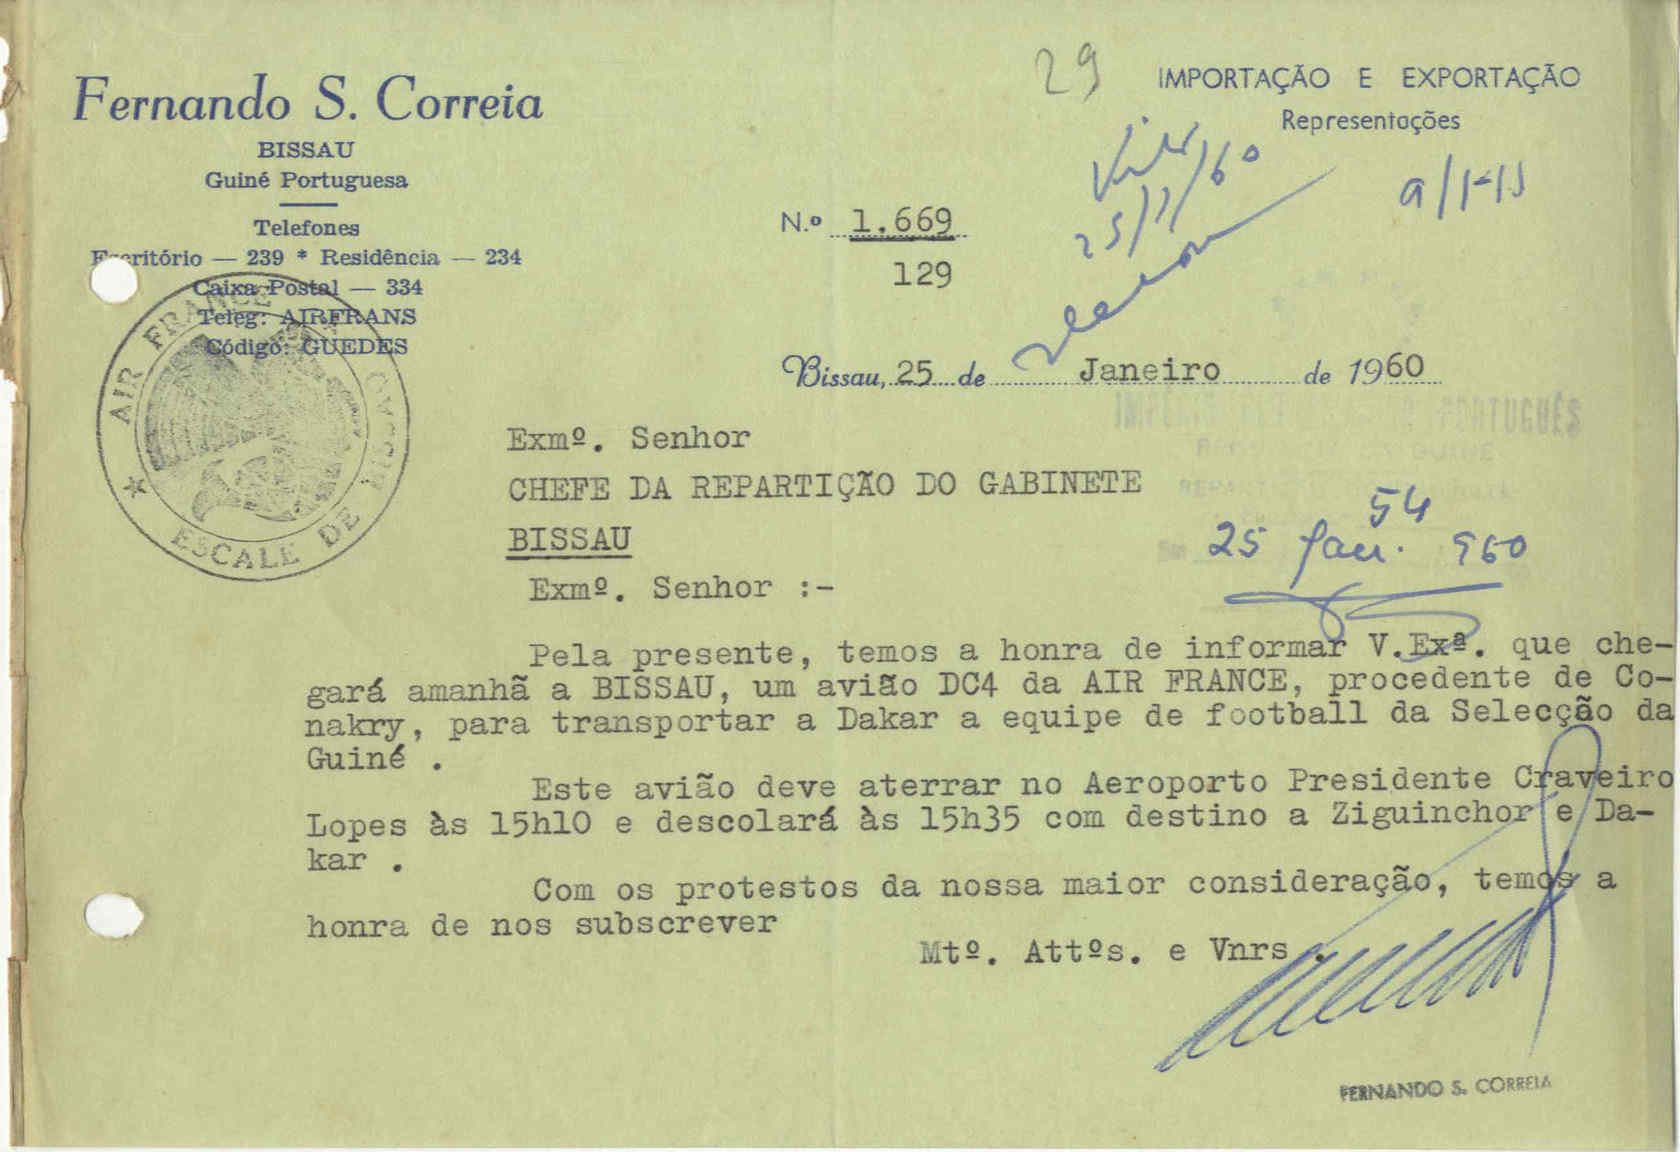 29
IMPORTAÇÃO E EXPORTAÇÃO
Representações
Fernando S. Correia
BISSAU
Guiné Portuguesa
Telefones
Escritório — 239 * Residência — 234
Caixa Postal — 334
Teleg: AIRFRANS
Código: GUEDES
AIR FRANCE
ESCALE DE BISSAU
25/1/60
N.º 1.669
129
Bissau, 25 de Janeiro de 1960
PORTUGUÊS
Exmº. Senhor
CHEFE DA REPARTIÇÃO DO GABINETE
BISSAU
54
25 Jan. 960
Exmº. Senhor :-
Pela presente, temos a honra de informar V.Exª. que che-
gará amanhã a BISSAU, um avião DC4 da AIR FRANCE, procedente de Co-
nakry, para transportar a Dakar a equipe de football da Selecção da
Guiné .
Este avião deve aterrar no Aeroporto Presidente Craveiro
Lopes às 15h10 e descolará às 15h35 com destino a Ziguinchor e Da-
kar .
Com os protestos da nossa maior consideração, temos a
honra de nos subscrever
Mtº. Attºs. e Vnrs .
FERNANDO S. CORREIA